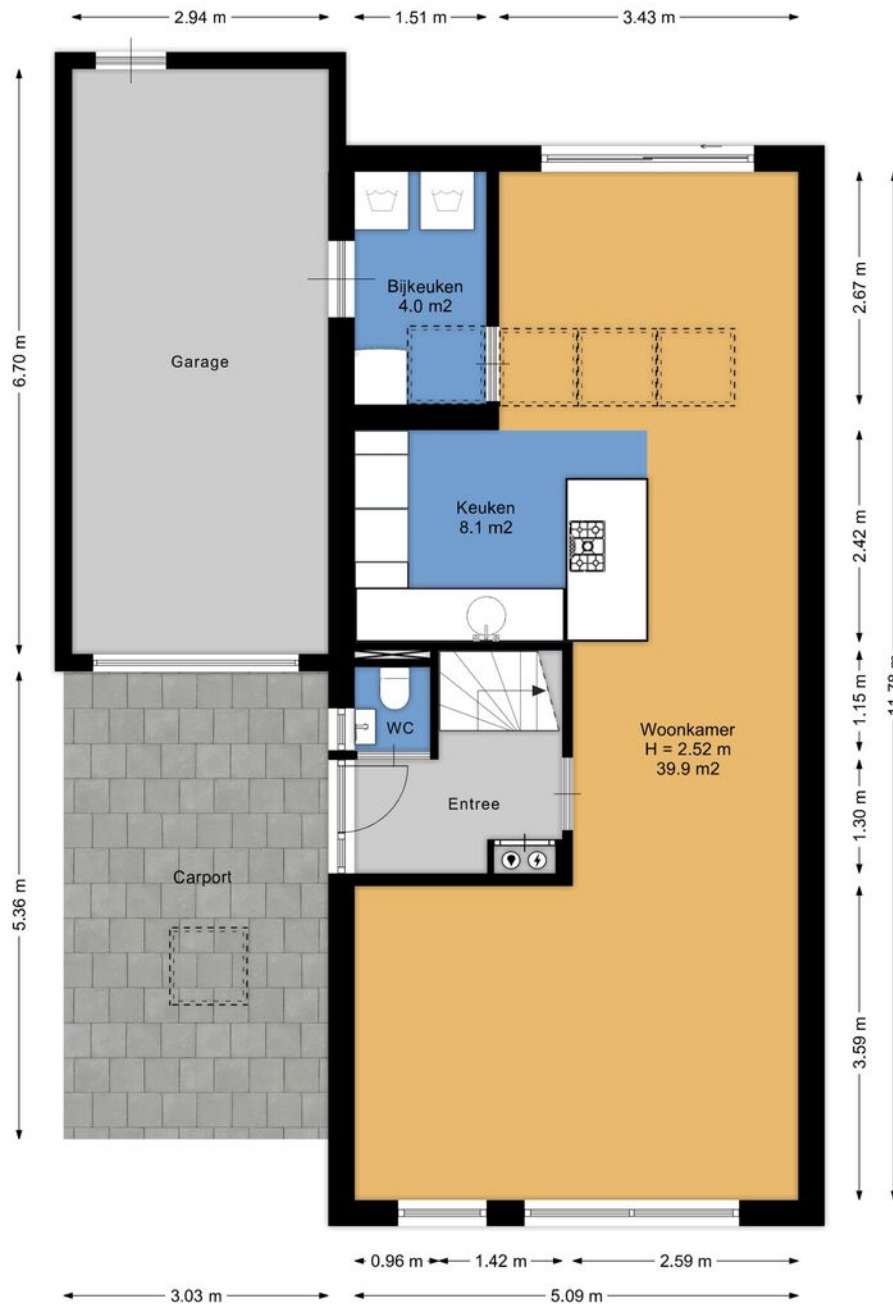 2.94 m
1.51 m
3.43 m
6.70 m
Garage
Bijkeuken
4.0 m2
2.67 m
Keuken
8.1 m2
2.42 m
WC
Woonkamer
H = 2.52 m
39.9 m2
1.15 m
11.78 m
Entree
1.30 m
Carport
5.36 m
3.59 m
0.96 m
1.42 m
2.59 m
3.03 m
5.09 m